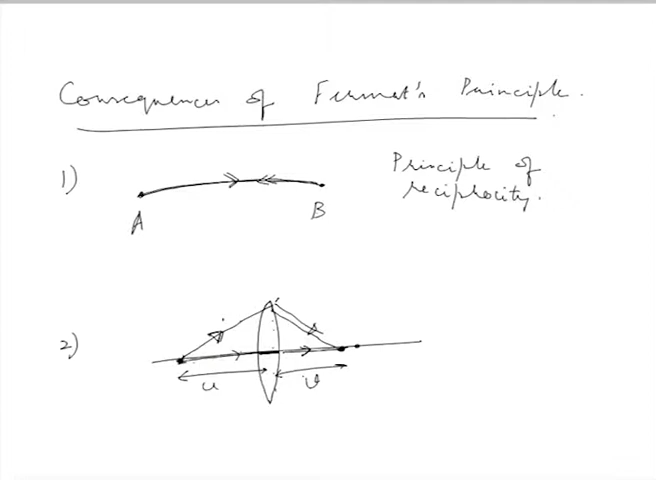 Consequences of Fermat's Principle.
1)
Principle of
reciprocity.
A
B
2)
u
v